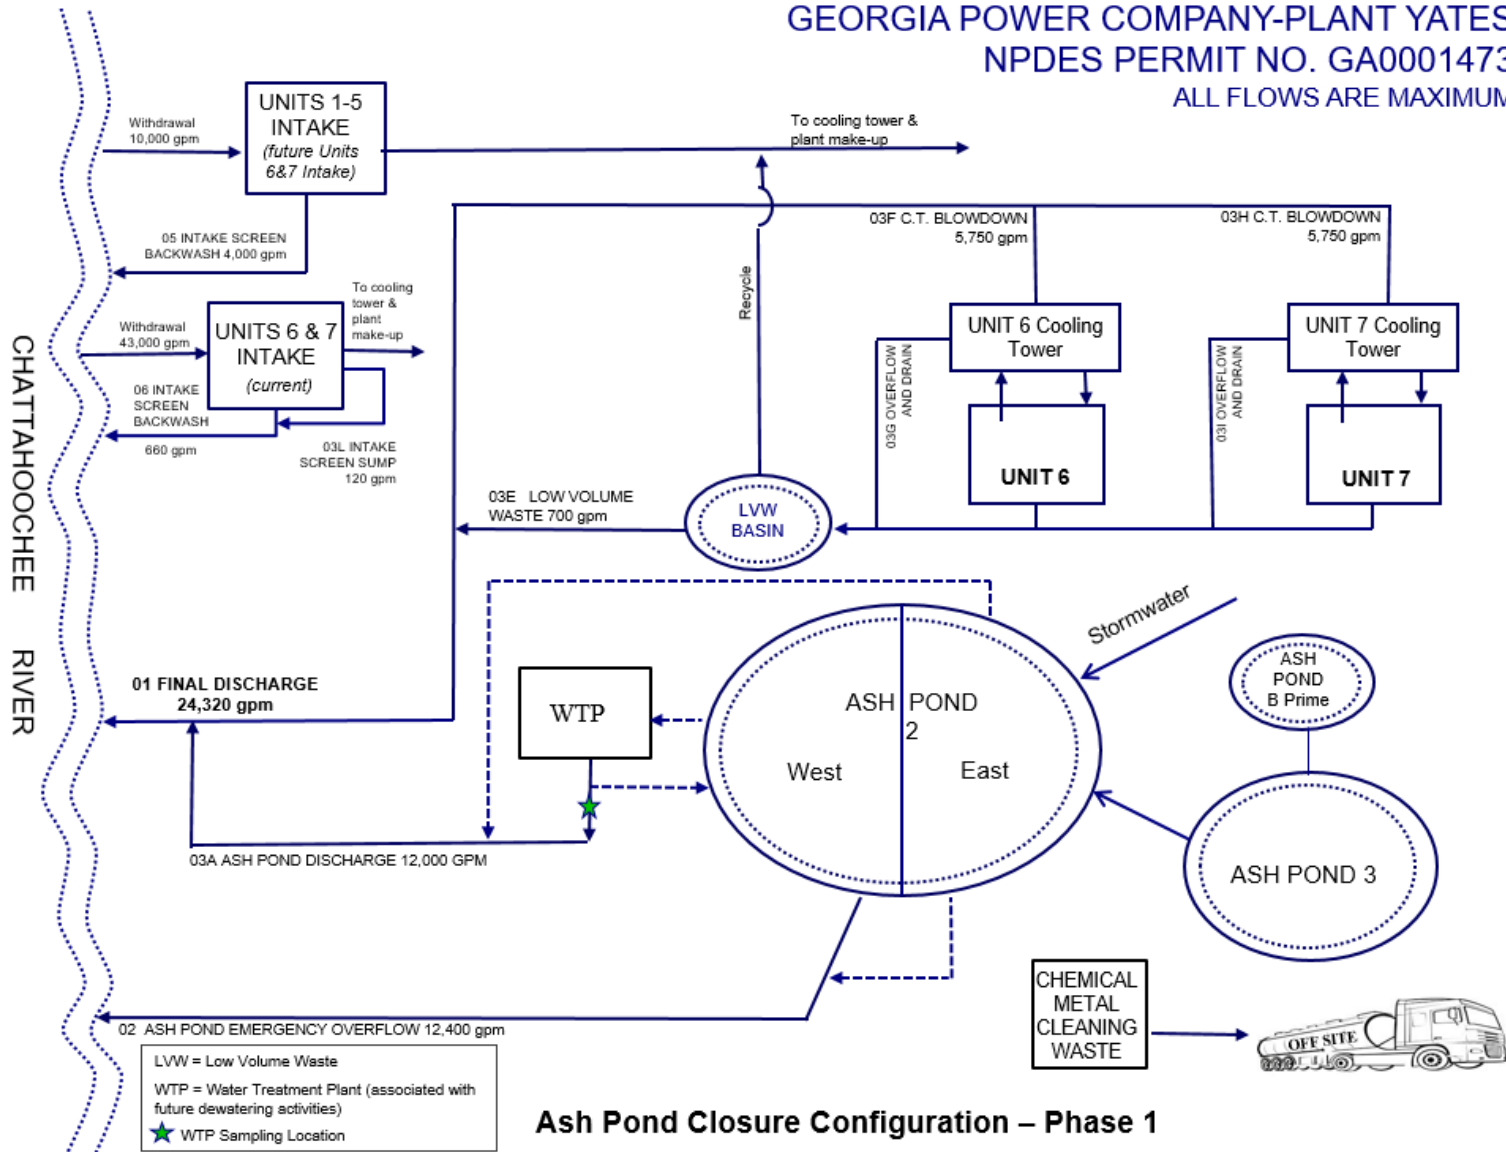 GEORGIA POWER COMPANY-PLANT YATES
NPDES PERMIT NO. GA0001473
ALL FLOWS ARE MAXIMUM
UNITS 1-5
INTAKE
(future Units
6&7 Intake)
Withdrawal
10,000 gpm
To cooling tower &
plant make-up
05 INTAKE SCREEN
BACKWASH 4,000 gpm
03F C.T. BLOWDOWN
5,750 gpm
03H C.T. BLOWDOWN
5,750 gpm
To cooling
tower &
plant
make-up
Withdrawal
43,000 gpm
UNITS 6 & 7
INTAKE
(current)
Recycle
UNIT 6 Cooling
Tower
UNIT 7 Cooling
Tower
03G OVERFLOW
AND DRAIN
03I OVERFLOW
AND DRAIN
06 INTAKE
SCREEN
BACKWASH
660 gpm
03L INTAKE
SCREEN SUMP
120 gpm
UNIT 6
UNIT 7
CHATTAHOOCHEE RIVER
03E LOW VOLUME
WASTE 700 gpm
LVW
BASIN
Stormwater
01 FINAL DISCHARGE
24,320 gpm
WTP
ASH POND
2
West
East
ASH
POND
B Prime
03A ASH POND DISCHARGE 12,000 GPM
ASH POND 3
02 ASH POND EMERGENCY OVERFLOW 12,400 gpm
CHEMICAL
METAL
CLEANING
WASTE
OFF SITE
LVW = Low Volume Waste
WTP = Water Treatment Plant (associated with
future dewatering activities)
WTP Sampling Location
Ash Pond Closure Configuration – Phase 1